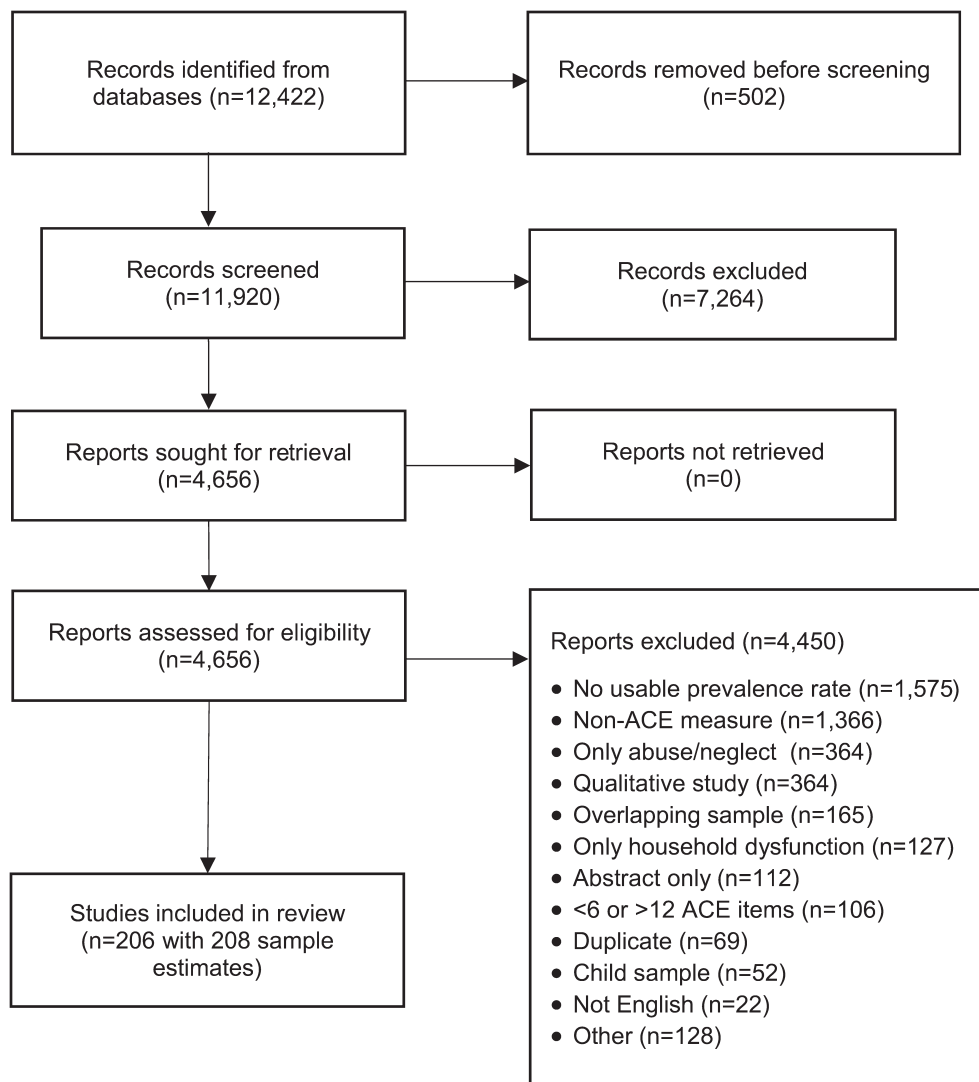 Records identified from
databases (n=12,422)
Records removed before screening
(n=502)
Records screened
(n=11,920)
Records excluded
(n=7,264)
Reports sought for retrieval
(n=4,656)
Reports not retrieved
(n=0)
Reports assessed for eligibility
(n=4,656)
Reports excluded (n=4,450)
• No usable prevalence rate (n=1,575)
• Non-ACE measure (n=1,366)
• Only abuse/neglect (n=364)
• Qualitative study (n=364)
• Overlapping sample (n=165)
• Only household dysfunction (n=127)
• Abstract only (n=112)
• <6 or >12 ACE items (n=106)
• Duplicate (n=69)
• Child sample (n=52)
• Not English (n=22)
• Other (n=128)
Studies included in review
(n=206 with 208 sample
estimates)